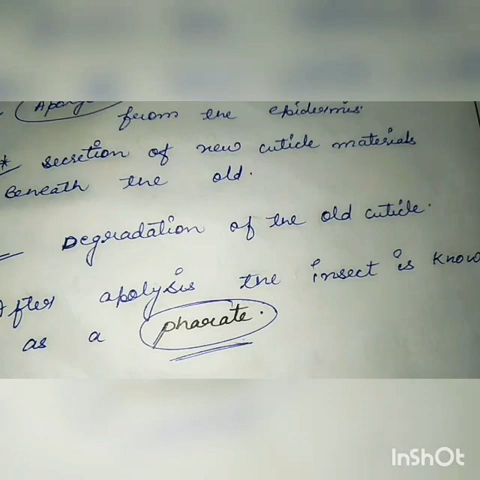 from the epidermis
* secretion of new cuticle materials
Beneath the old.
Degradation of the old cuticle.
After apolysis the insect is know
as a pharate.
InShOt